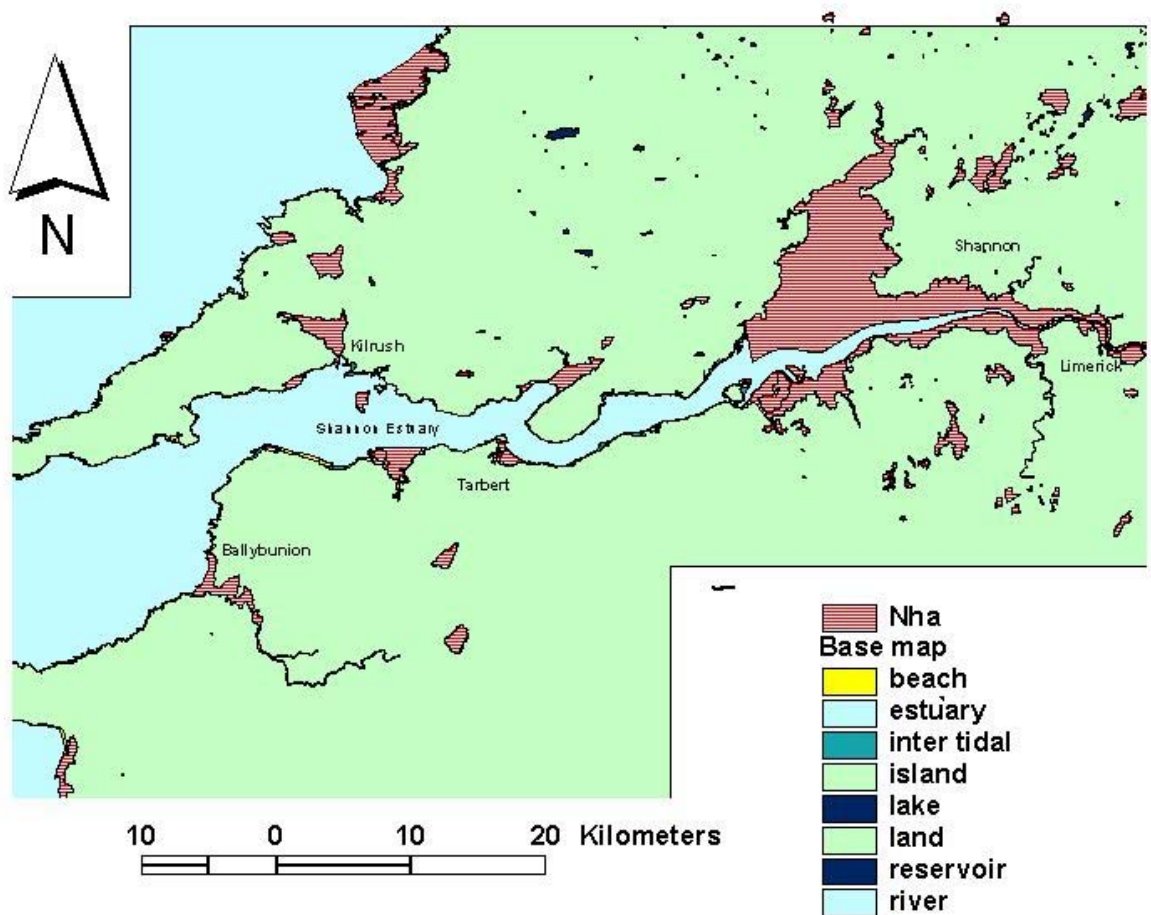 N
Shannon
Kilrush
Limerick
Shannon Estuary
Tarbert
Ballybunion
Nha
Base map
beach
estuary
inter tidal
island
lake
land
reservoir
river
10 0 10 20 Kilometers